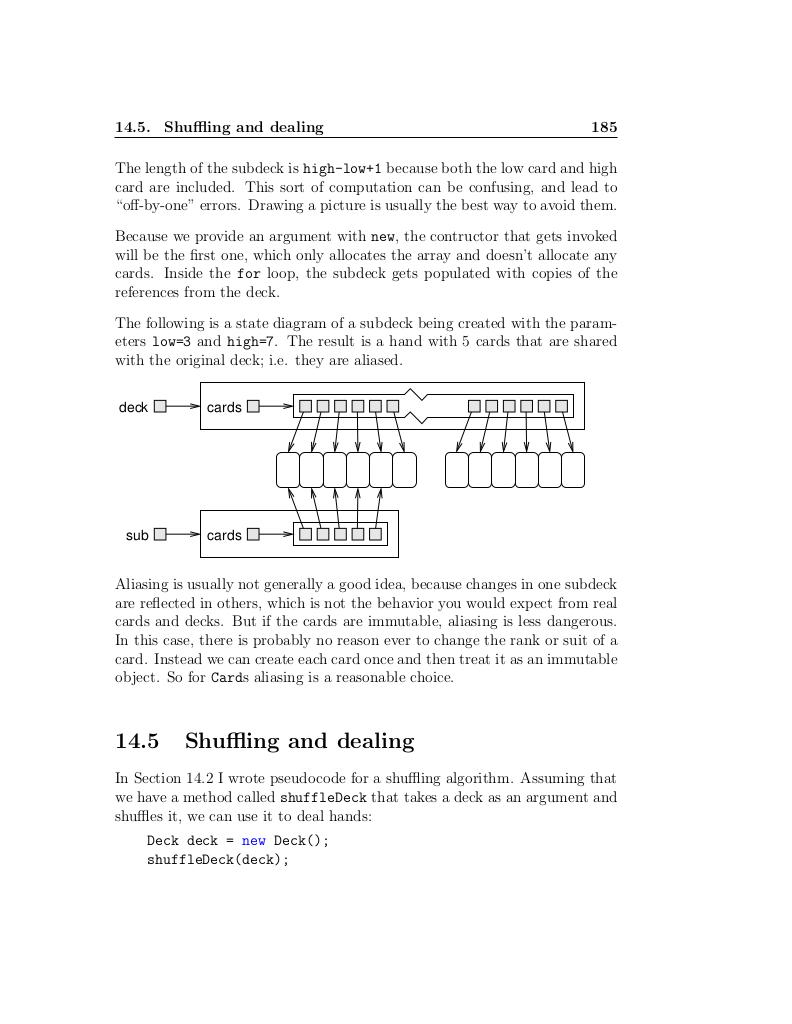 14.5. Shuffling and dealing 185
The length of the subdeck is high-low+1 because both the low card and high
card are included. This sort of computation can be confusing, and lead to
“off-by-one” errors. Drawing a picture is usually the best way to avoid them.
Because we provide an argument with new, the contructor that gets invoked
will be the first one, which only allocates the array and doesn’t allocate any
cards. Inside the for loop, the subdeck gets populated with copies of the
references from the deck.
The following is a state diagram of a subdeck being created with the param-
eters low=3 and high=7. The result is a hand with 5 cards that are shared
with the original deck; i.e. they are aliased.
deck cards
sub cards
Aliasing is usually not generally a good idea, because changes in one subdeck
are reflected in others, which is not the behavior you would expect from real
cards and decks. But if the cards are immutable, aliasing is less dangerous.
In this case, there is probably no reason ever to change the rank or suit of a
card. Instead we can create each card once and then treat it as an immutable
object. So for Cards aliasing is a reasonable choice.
14.5 Shuffling and dealing
In Section 14.2 I wrote pseudocode for a shuffling algorithm. Assuming that
we have a method called shuffleDeck that takes a deck as an argument and
shuffles it, we can use it to deal hands:
Deck deck = new Deck();
shuffleDeck(deck);